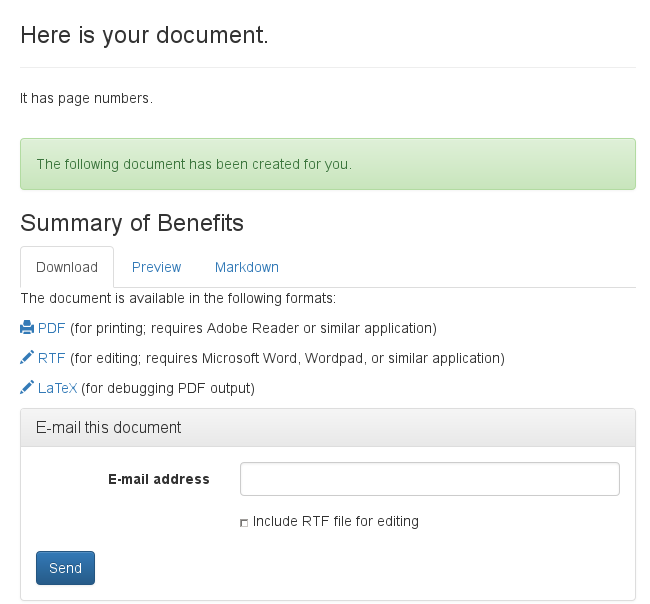 Here is your document.
It has page numbers.
The following document has been created for you.
Summary of Benefits
Download Preview Markdown
The document is available in the following formats:
PDF (for printing; requires Adobe Reader or similar application)
RTF (for editing; requires Microsoft Word, Wordpad, or similar application)
LaTeX (for debugging PDF output)
E-mail this document
E-mail address
Include RTF file for editing
Send